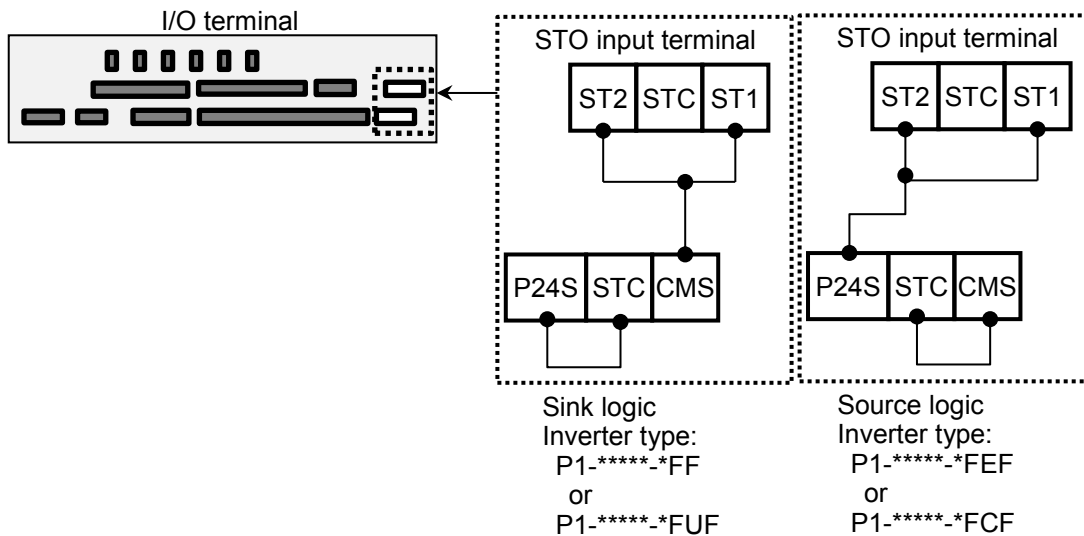 I/O terminal
STO input terminal
ST2 STC ST1
P24S STC CMS
Sink logic
Inverter type:
P1-*****-*FF
or
P1-*****-*FUF
STO input terminal
ST2 STC ST1
P24S STC CMS
Source logic
Inverter type:
P1-*****-*FEF
or
P1-*****-*FCF